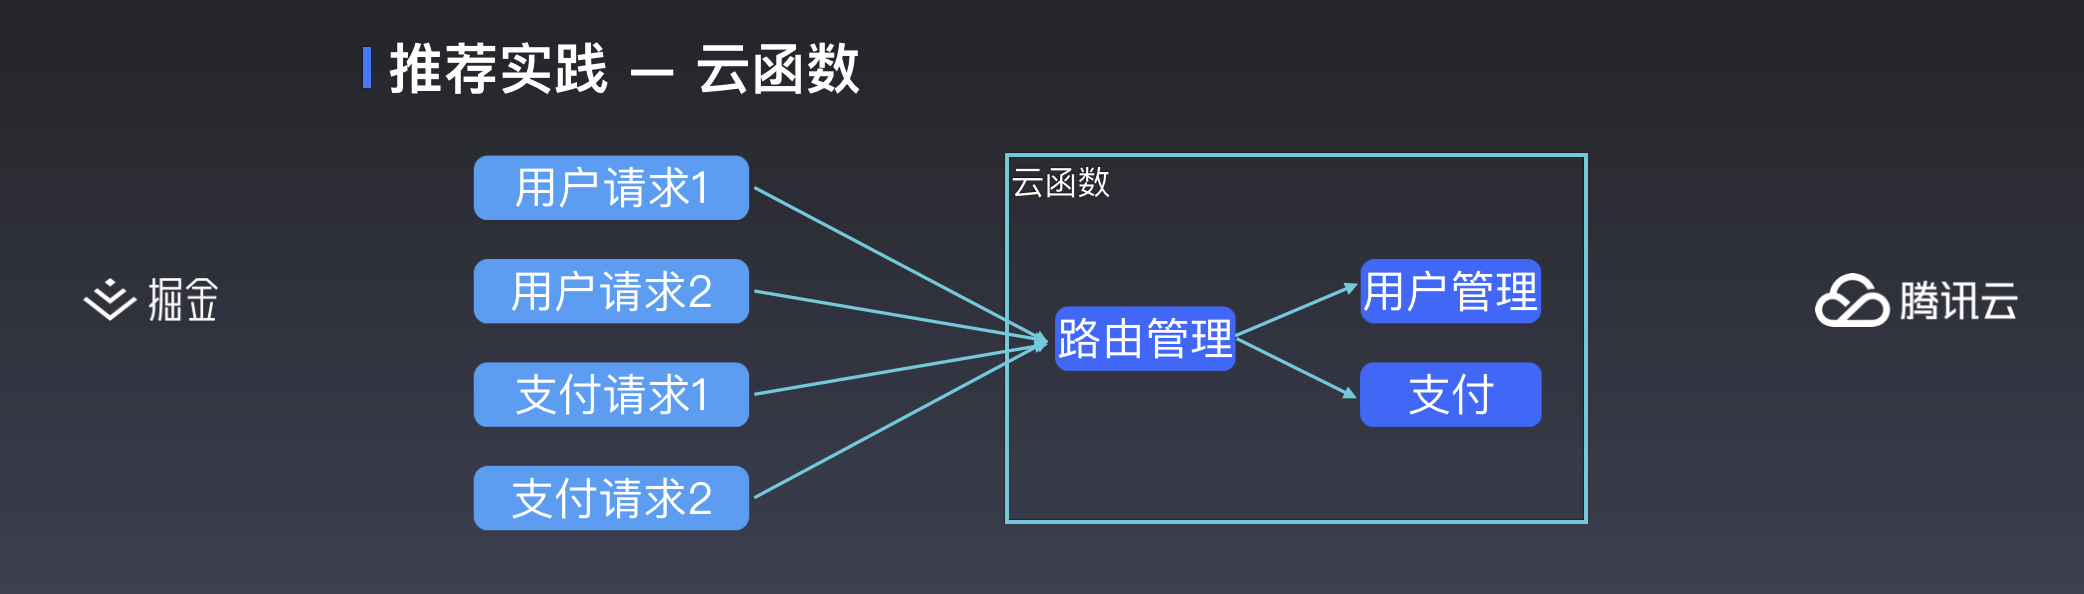 推荐实践 — 云函数
用户请求1
用户请求2
支付请求1
支付请求2
云函数
路由管理
用户管理
支付
掘金
腾讯云